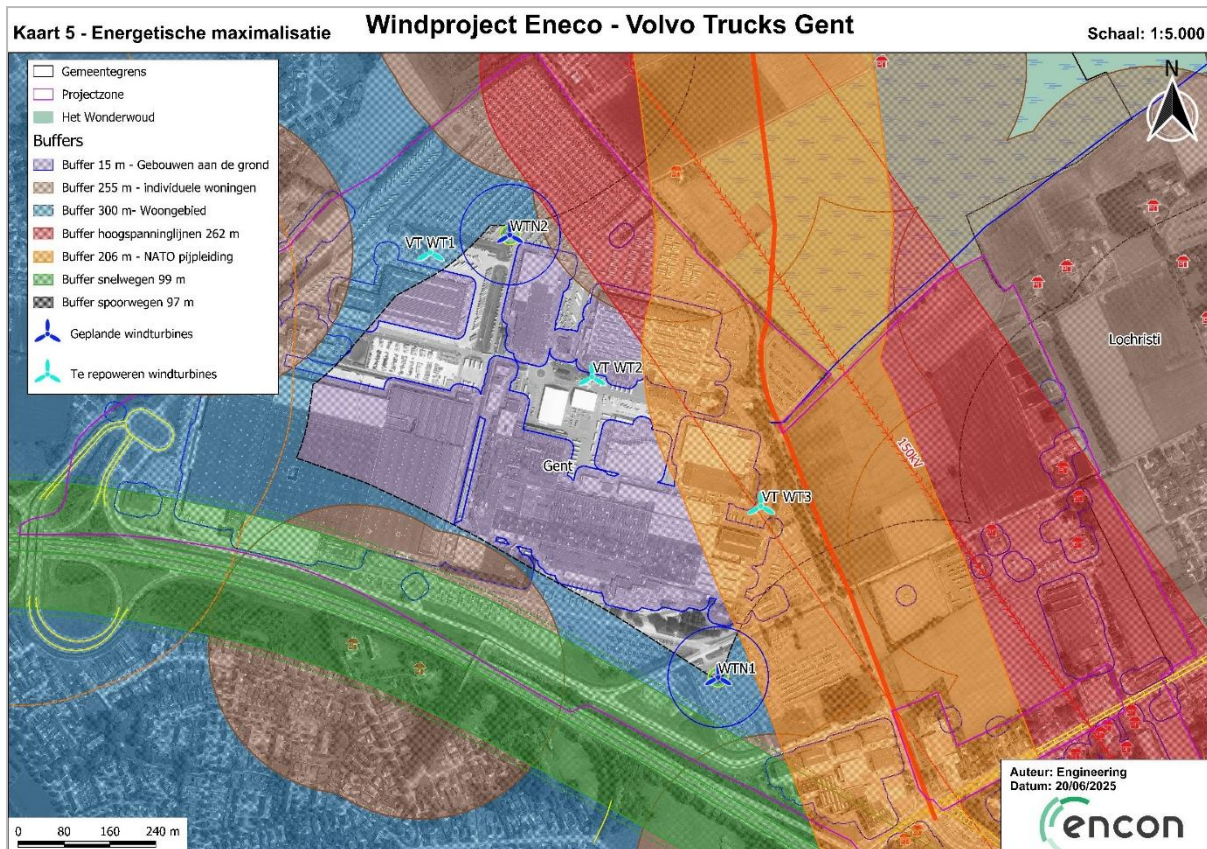 Kaart 5 - Energetische maximalisatie
Windproject Eneco - Volvo Trucks Gent
Schaal: 1:5.000
Gemeentegrens
Projectzone
Het Wonderwoud
Buffers
Buffer 15 m - Gebouwen aan de grond
Buffer 255 m - individuele woningen
Buffer 300 m- Woongebied
Buffer hoogspanninglijnen 262 m
Buffer 206 m - NATO pijpleiding
Buffer snelwegen 99 m
Buffer spoorwegen 97 m
Geplande windturbines
Te repoweren windturbines
N
WTN2
VT WT1
Lochristi
VT WT2
150kV
Gent
VT WT3
WTN1
Auteur: Engineering
Datum: 20/06/2025
encon
0 80 160 240 m